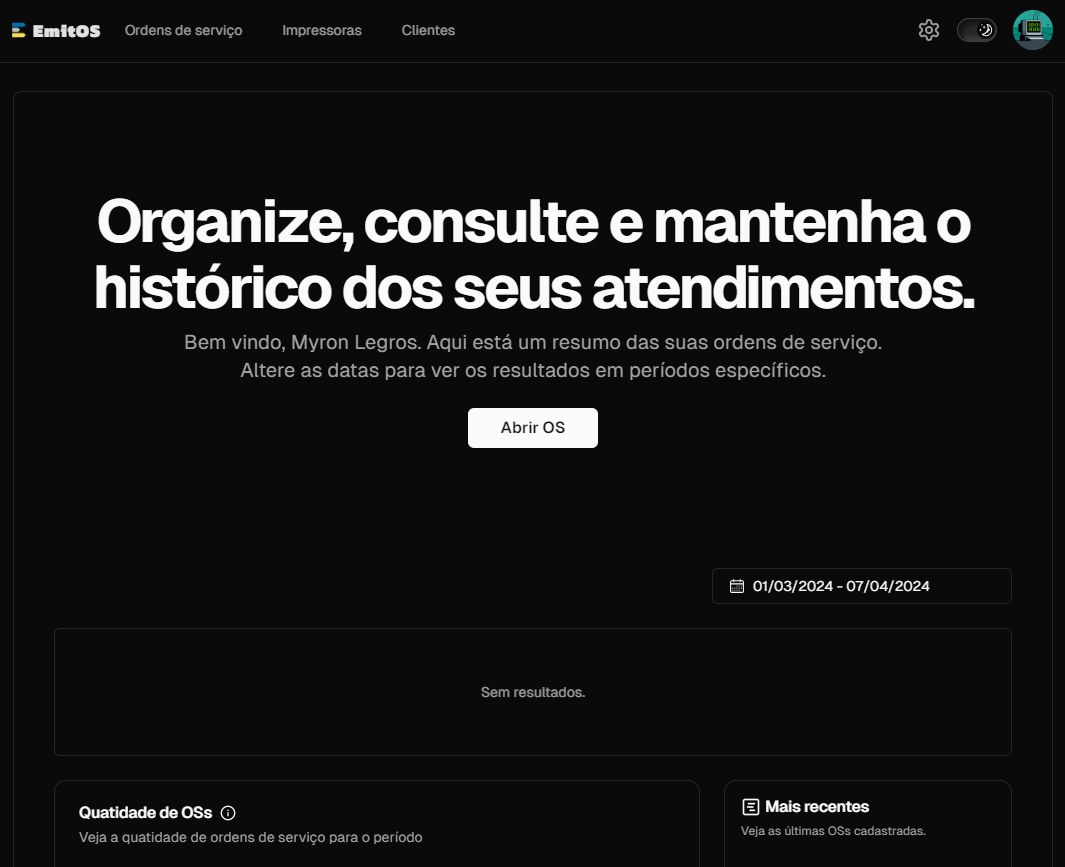 EmitOS
Ordens de serviço
Impressoras
Clientes
Organize, consulte e mantenha o
histórico dos seus atendimentos.
Bem vindo, Myron Legros. Aqui está um resumo das suas ordens de serviço.
Altere as datas para ver os resultados em períodos específicos.
Abrir OS
01/03/2024 - 07/04/2024
Sem resultados.
Quatidade de OSs
Veja a quatidade de ordens de serviço para o período
Mais recentes
Veja as últimas OSs cadastradas.